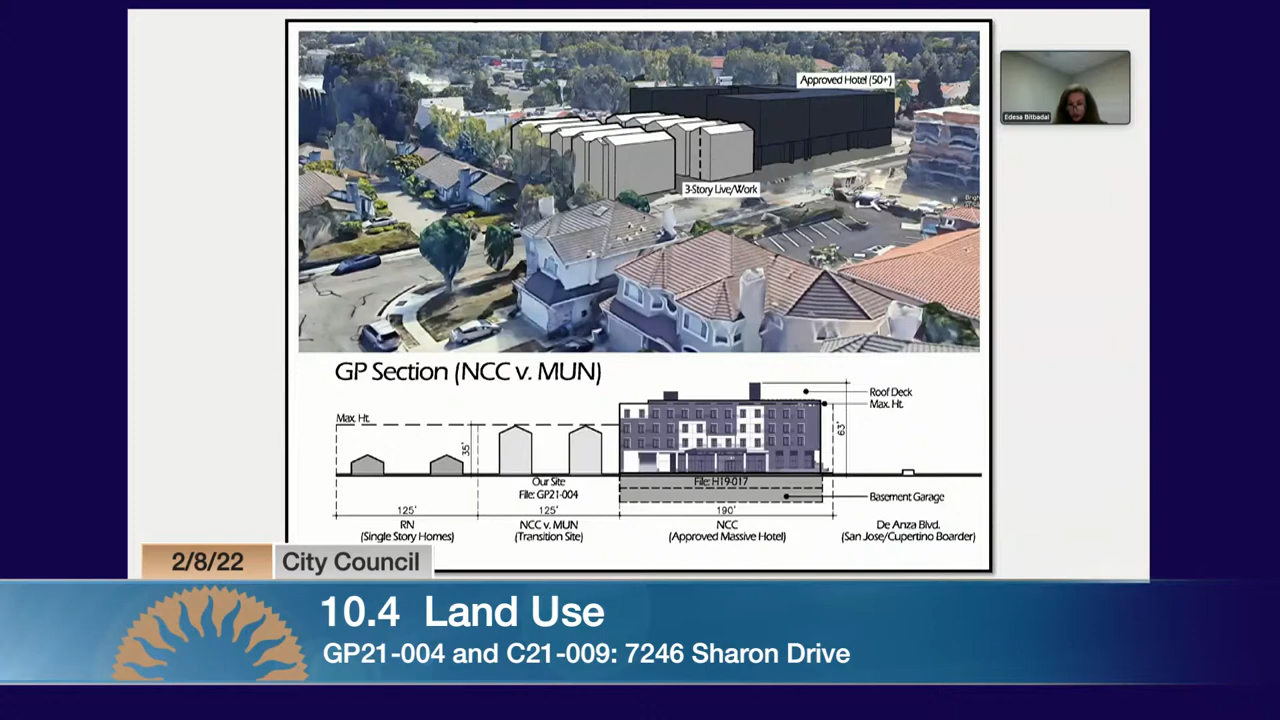 Approved Hotel (50+')
Edesa Bitbadal
3-Story Live/Work
GP Section (NCC v. MUN)
Roof Deck
Max. Ht.
Max. Ht.
35'
63'
Our Site
File: GP21-004
File: H19-017
Basement Garage
125'
125'
190'
RN
(Single Story Homes)
NCC v. MUN
(Transition Site)
NCC
(Approved Massive Hotel)
De Anza Blvd.
(San Jose/Cupertino Boarder)
2/8/22
City Council
10.4 Land Use
GP21-004 and C21-009: 7246 Sharon Drive